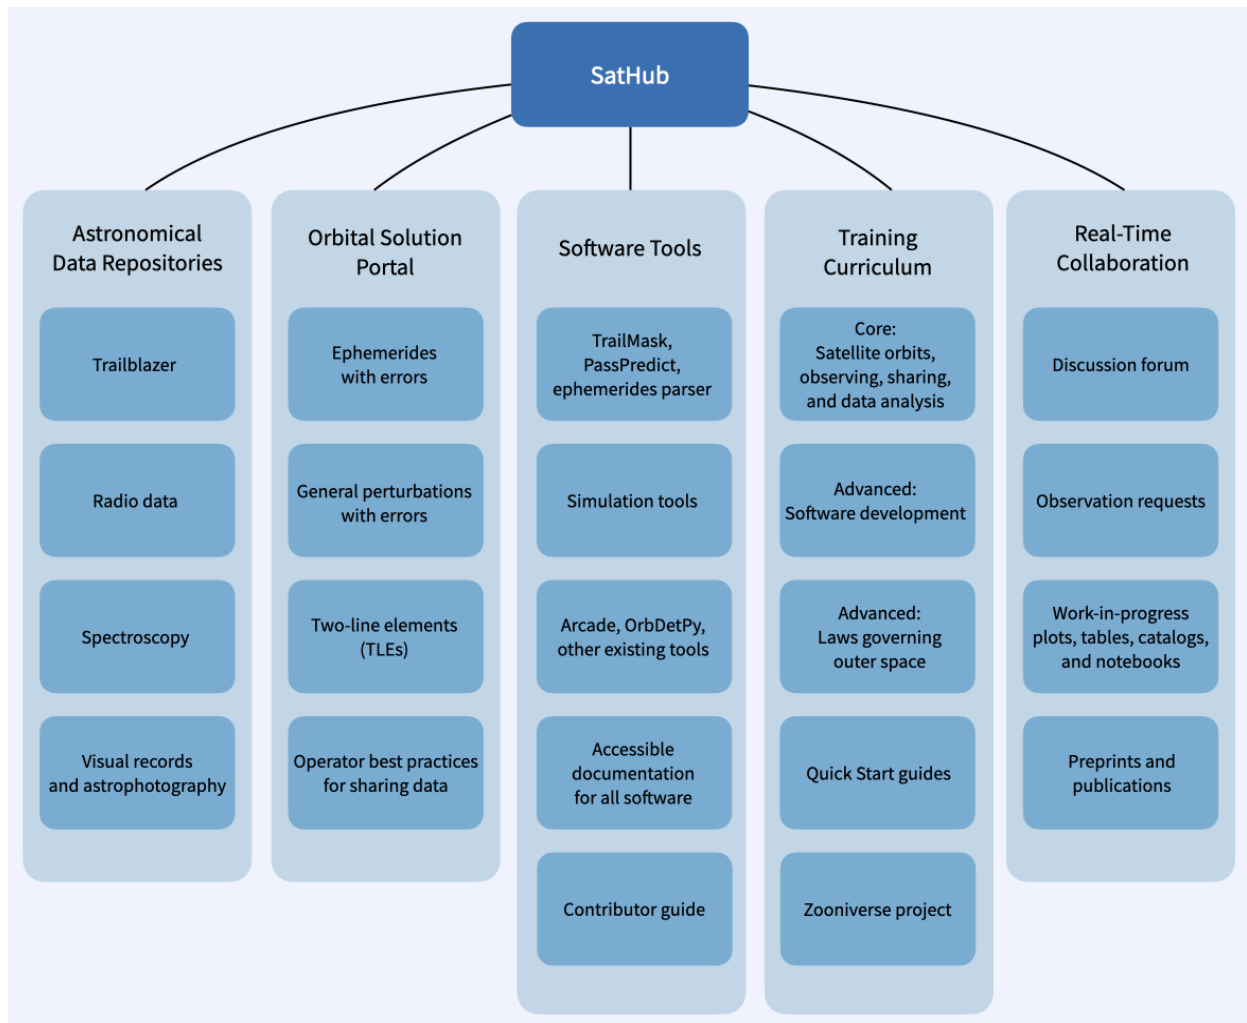 SatHub
Astronomical
Data Repositories
Trailblazer
Radio data
Spectroscopy
Visual records
and astrophotography
Orbital Solution
Portal
Ephemerides
with errors
General perturbations
with errors
Two-line elements
(TLEs)
Operator best practices
for sharing data
Software Tools
TrailMask,
PassPredict,
ephemerides parser
Simulation tools
Arcade, OrbDetPy,
other existing tools
Accessible
documentation
for all software
Contributor guide
Training
Curriculum
Core:
Satellite orbits,
observing, sharing,
and data analysis
Advanced:
Software development
Advanced:
Laws governing
outer space
Quick Start guides
Zooniverse project
Real-Time
Collaboration
Discussion forum
Observation requests
Work-in-progress
plots, tables, catalogs,
and notebooks
Preprints and
publications